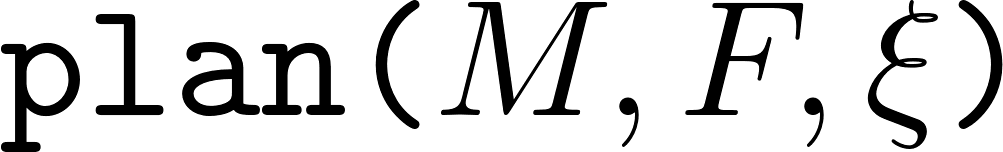 plan(M, F, ξ)